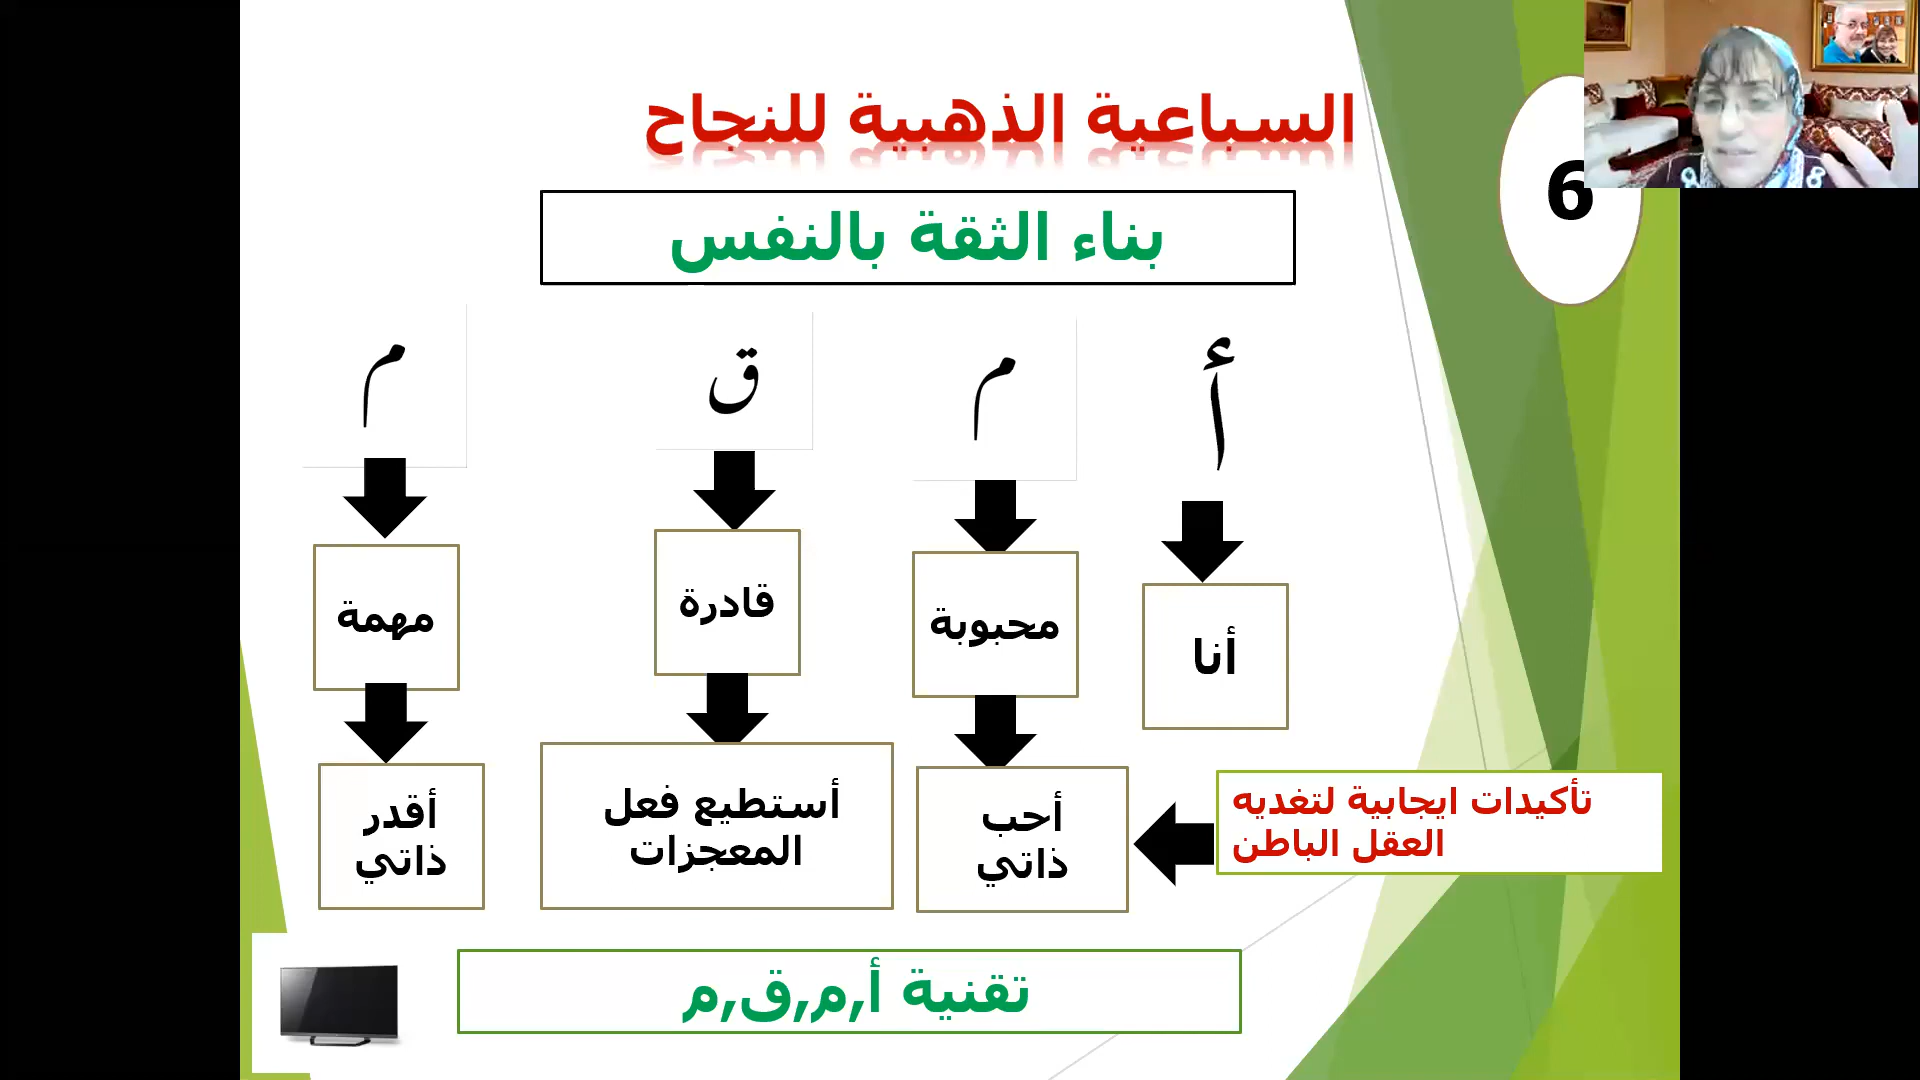 السباعية الذهبية للنجاح
6
بناء الثقة بالنفس
أ
م
ق
م
أنا
محبوبة
قادرة
مهمة
تأكيدات ايجابية لتغديه
العقل الباطن
أحب
ذاتي
أستطيع فعل
المعجزات
أقدر
ذاتي
تقنية أ,م,ق,م